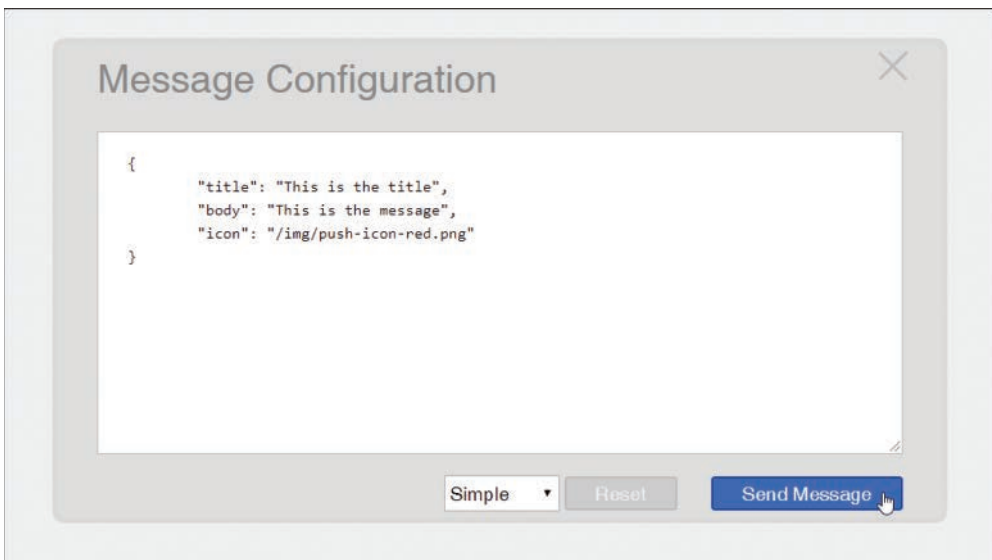 Message Configuration
{
"title": "This is the title",
"body": "This is the message",
"icon": "/img/push-icon-red.png"
}
Simple Reset Send Message